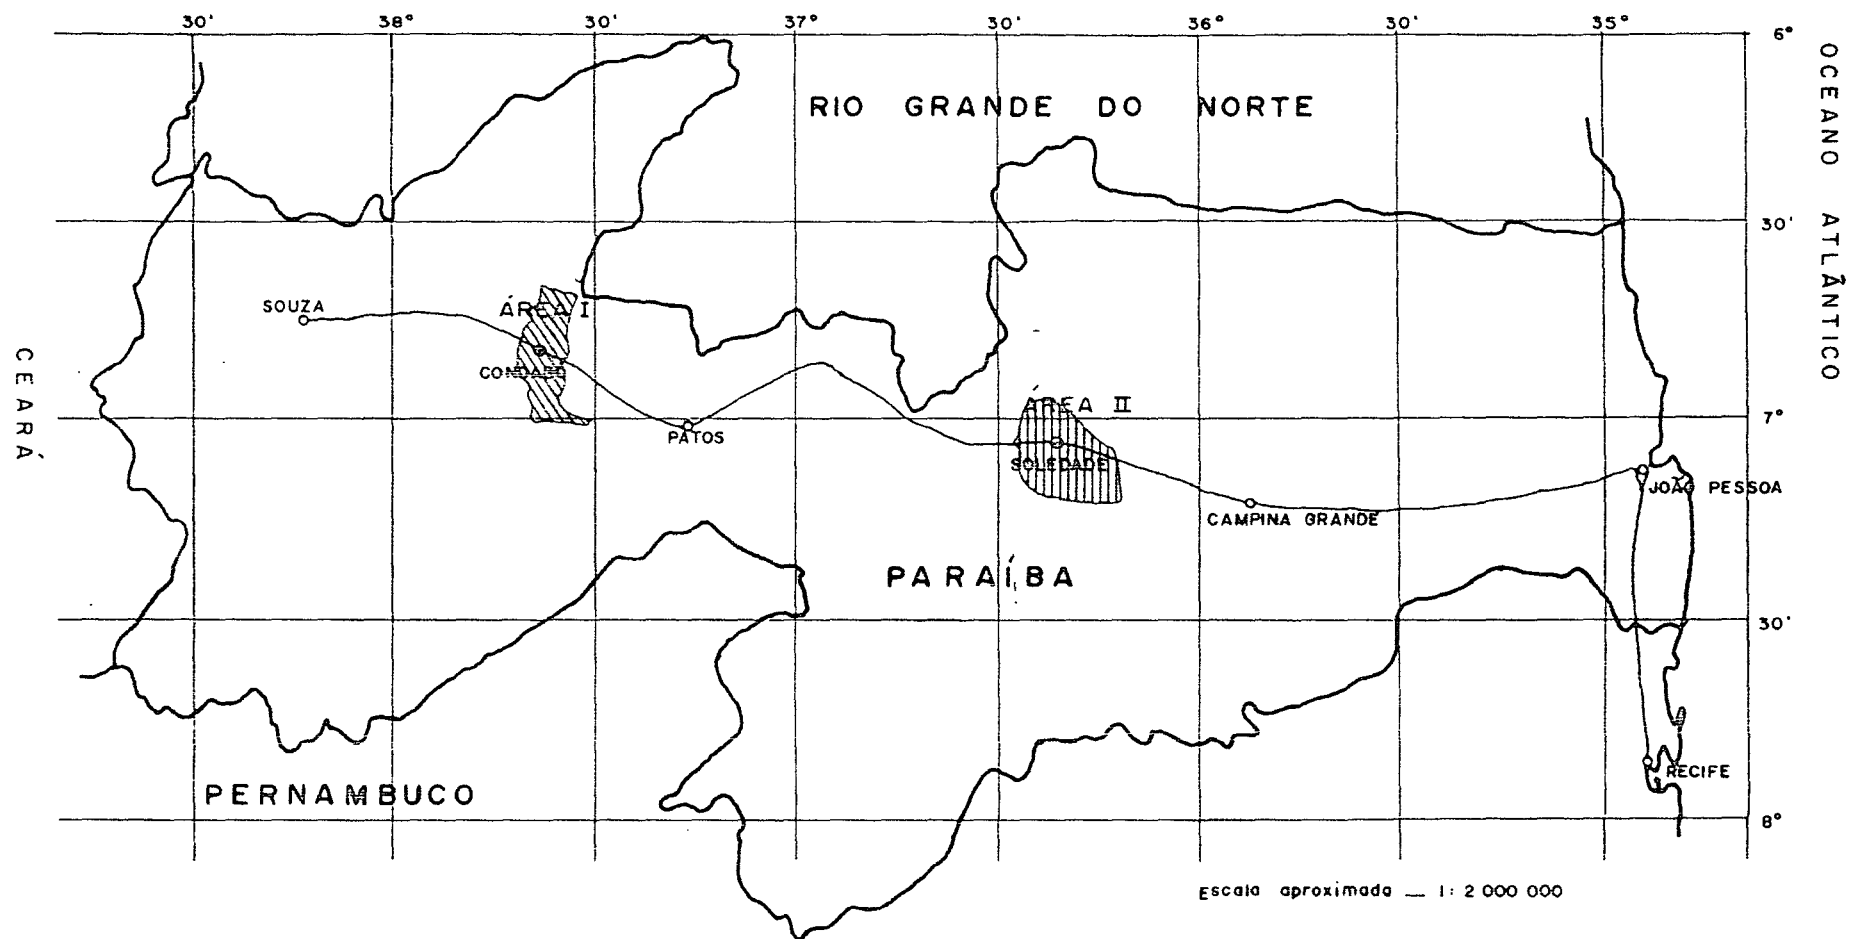 30' 38° 30' 37° 30' 36° 30' 35°
6°
OCEANO ATLÂNTICO
RIO GRANDE DO NORTE
30'
SOUZA
ÁREA I
CONDADO
CEARÁ
ÁREA II
7°
PATOS
SOLEDADE
JOÃO PESSOA
CAMPINA GRANDE
PARAÍBA
30'
RECIFE
PERNAMBUCO
8°
Escala aproximada — 1: 2 000 000